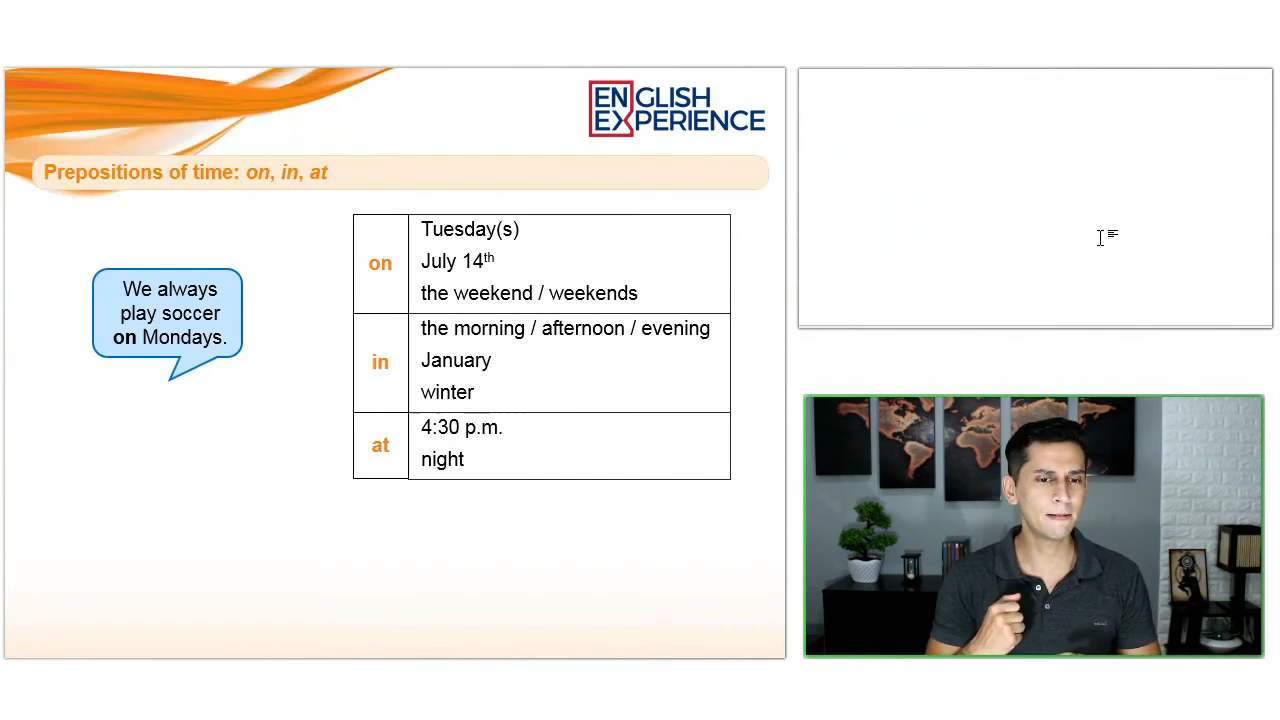 ENGLISH
EXPERIENCE
Prepositions of time: on, in, at
We always
play soccer
on Mondays.
on
Tuesday(s)
July 14th
the weekend / weekends
in
the morning / afternoon / evening
January
winter
at
4:30 p.m.
night